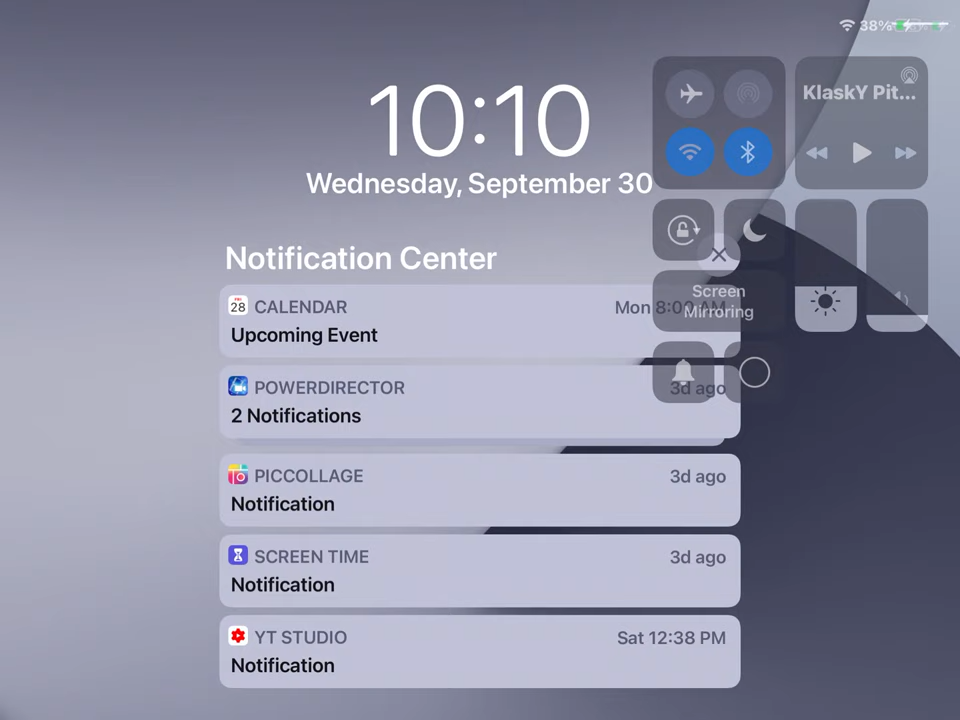 38%
10:10
Wednesday, September 30
KlaskY Pit...
Notification Center
FRI
28
CALENDAR
Mon 8:00 AM
Upcoming Event
Screen
Mirroring
POWERDIRECTOR
3d ago
2 Notifications
PICCOLLAGE
3d ago
Notification
SCREEN TIME
3d ago
Notification
YT STUDIO
Sat 12:38 PM
Notification